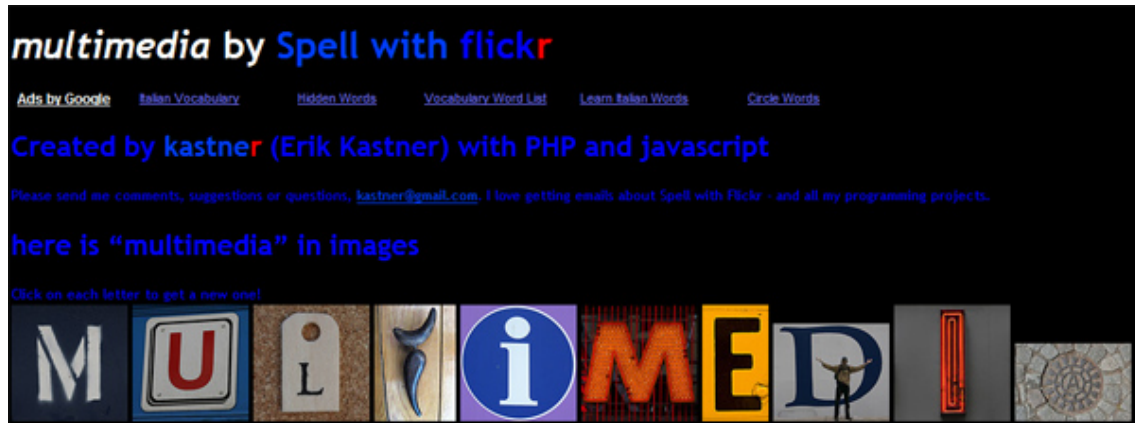 multimedia by Spell with flickr
Ads by Google Italian Vocabulary Hidden Words Vocabulary Word List Learn Italian Words Circle Words
Created by kastner (Erik Kastner) with PHP and javascript
Please send me comments, suggestions or questions, kastner@gmail.com. I love getting emails about Spell with Flickr - and all my programming projects.
here is “multimedia” in images
Click on each letter to get a new one!
M U L T i M E D I A